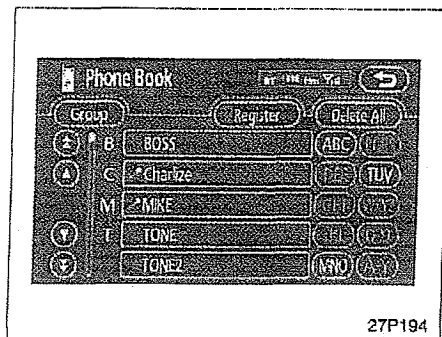 Phone Book
Group Register Delete All
B BOSS ABC
C Charize TUV
M MIKE
T TONE
TONE2 MNO
27P194